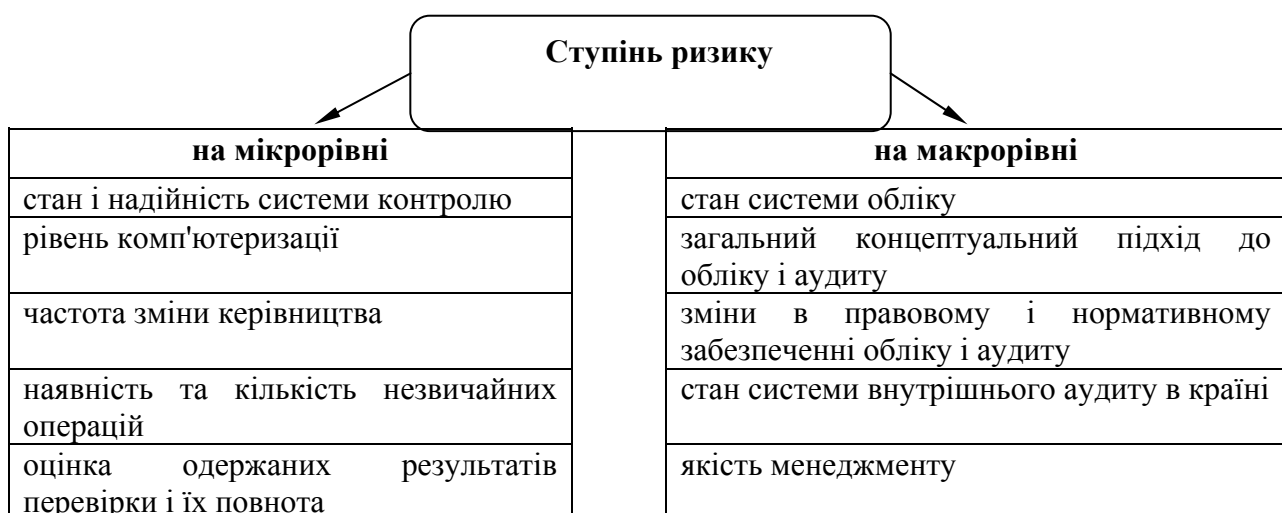 Ступінь ризику
на мікрорівні
стан і надійність системи контролю
рівень комп'ютеризації
частота зміни керівництва
наявність та кількість незвичайних
операцій
оцінка одержаних результатів
перевірки і їх повнота
на макрорівні
стан системи обліку
загальний концептуальний підхід до
обліку і аудиту
зміни в правовому і нормативному
забезпеченні обліку і аудиту
стан системи внутрішнього аудиту в країні
якість менеджменту